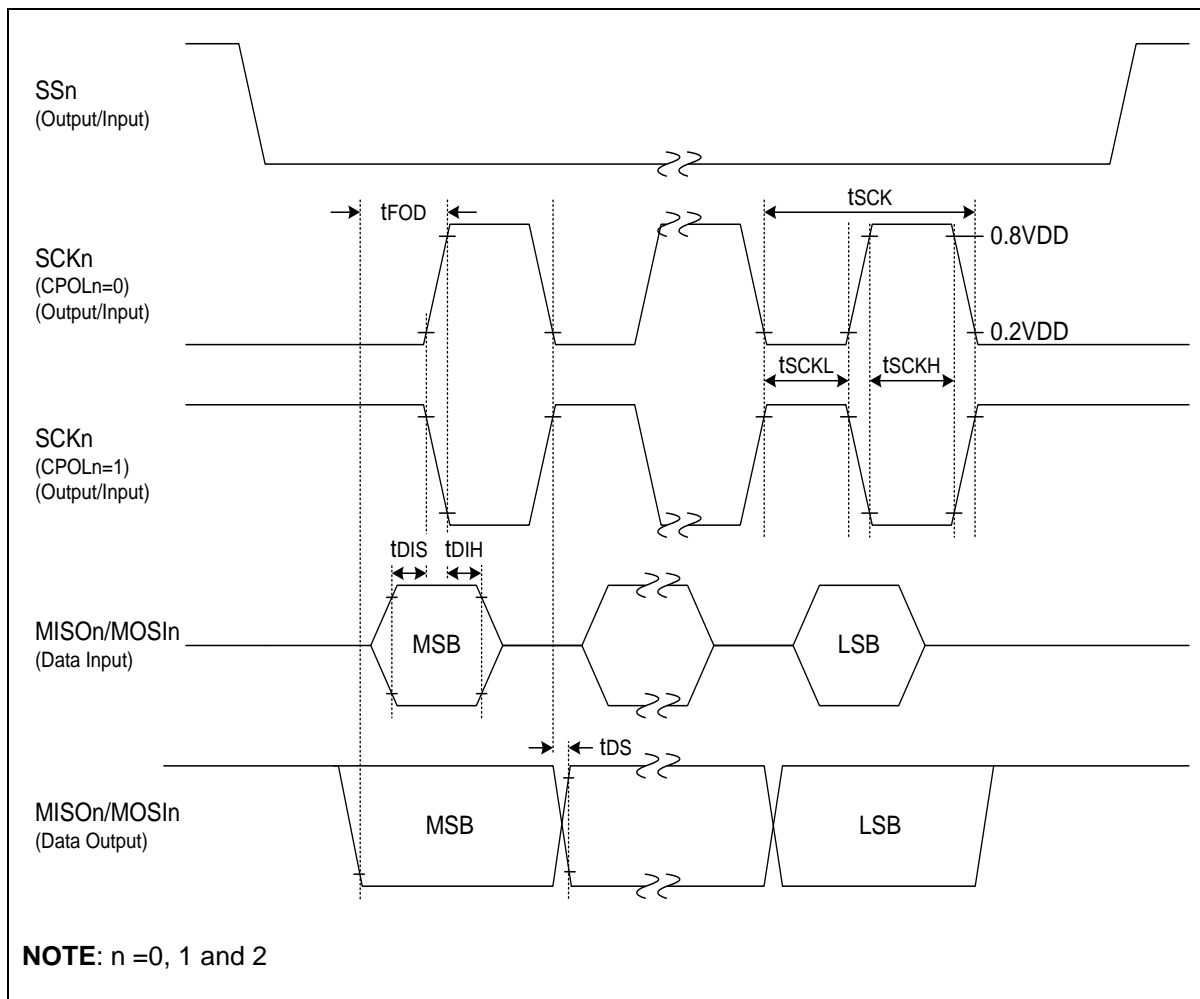 SSn
(Output/Input)
tFOD
tSCK
SCKn
(CPOLn=0)
(Output/Input)
0.8VDD
0.2VDD
tSCKL
tSCKH
SCKn
(CPOLn=1)
(Output/Input)
tDIS
tDIH
MISOn/MOSIn
(Data Input)
MSB
LSB
tDS
MISOn/MOSIn
(Data Output)
MSB
LSB
NOTE: n =0, 1 and 2